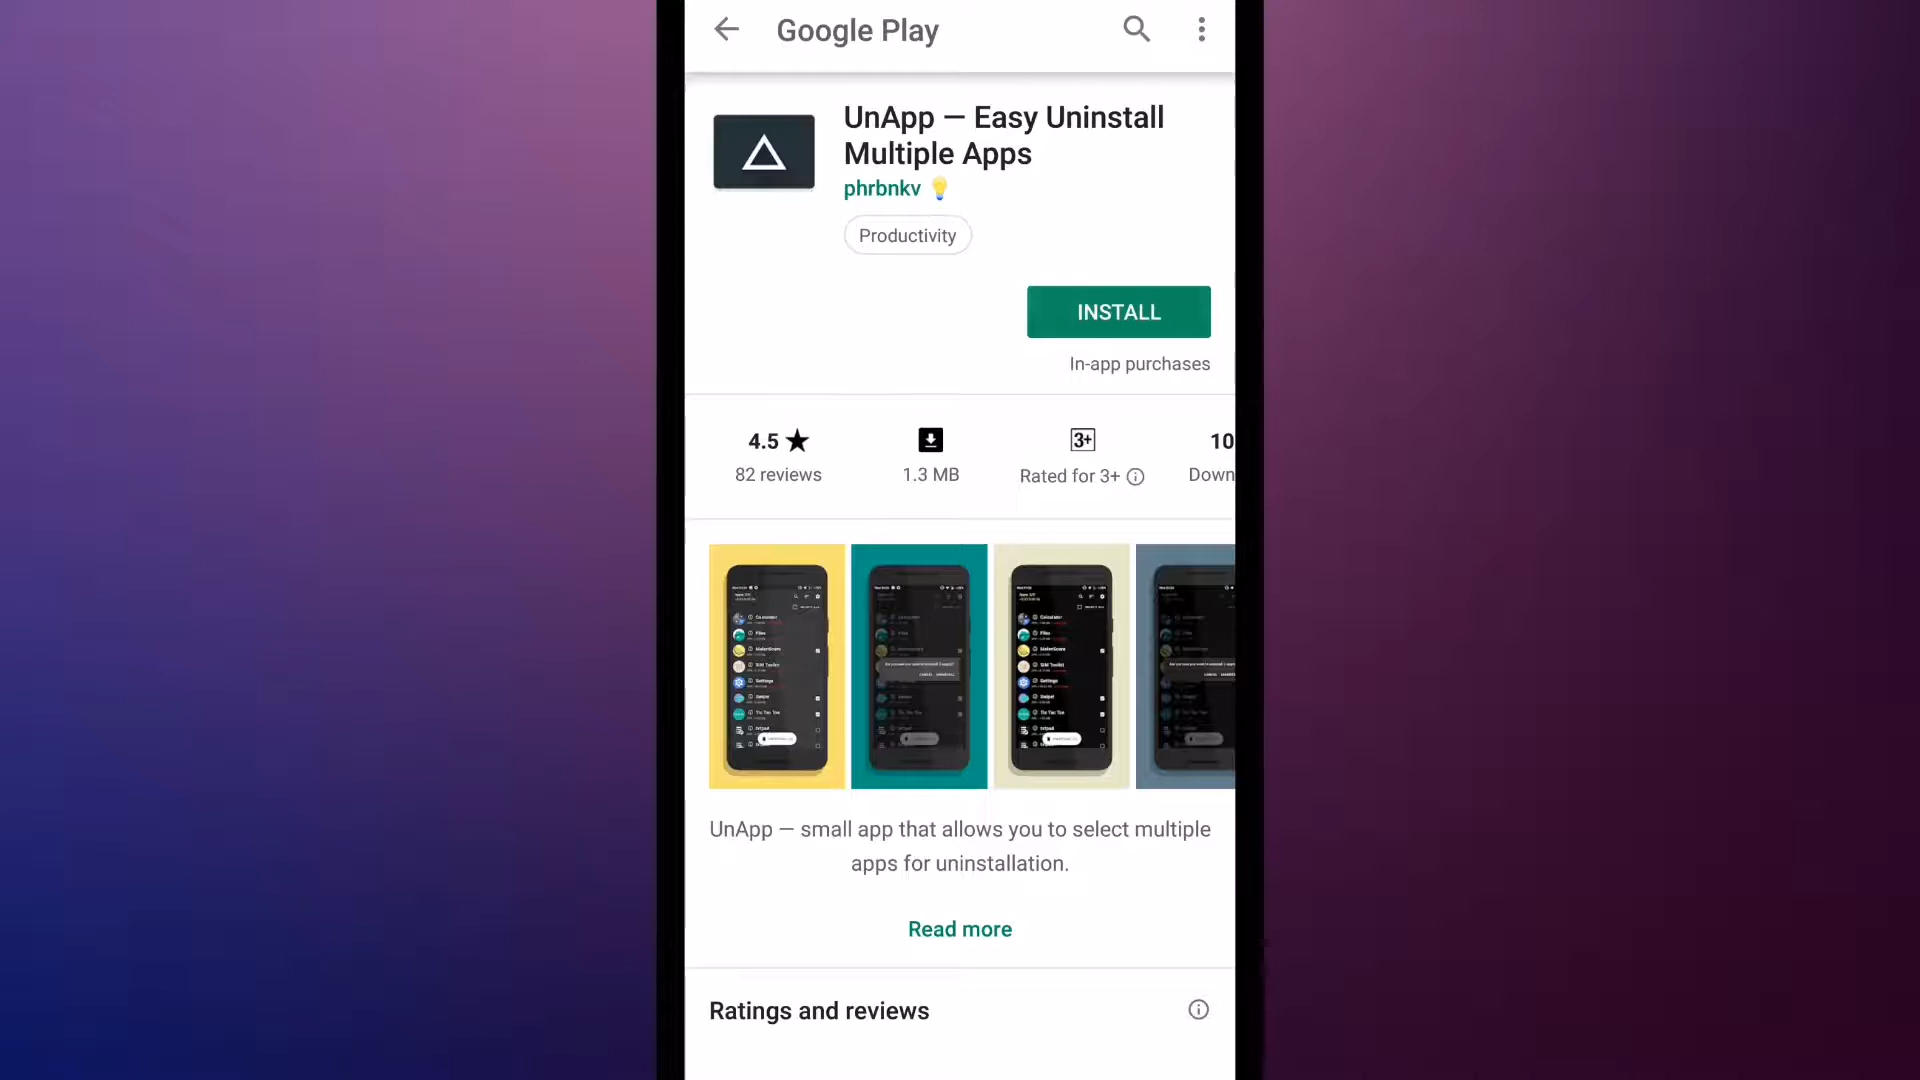 Google Play
UnApp — Easy Uninstall
Multiple Apps
phrbnkv
Productivity
INSTALL
In-app purchases
4.5 ★
82 reviews
1.3 MB
3+
Rated for 3+
10
Down
UnApp — small app that allows you to select multiple
apps for uninstallation.
Read more
Ratings and reviews